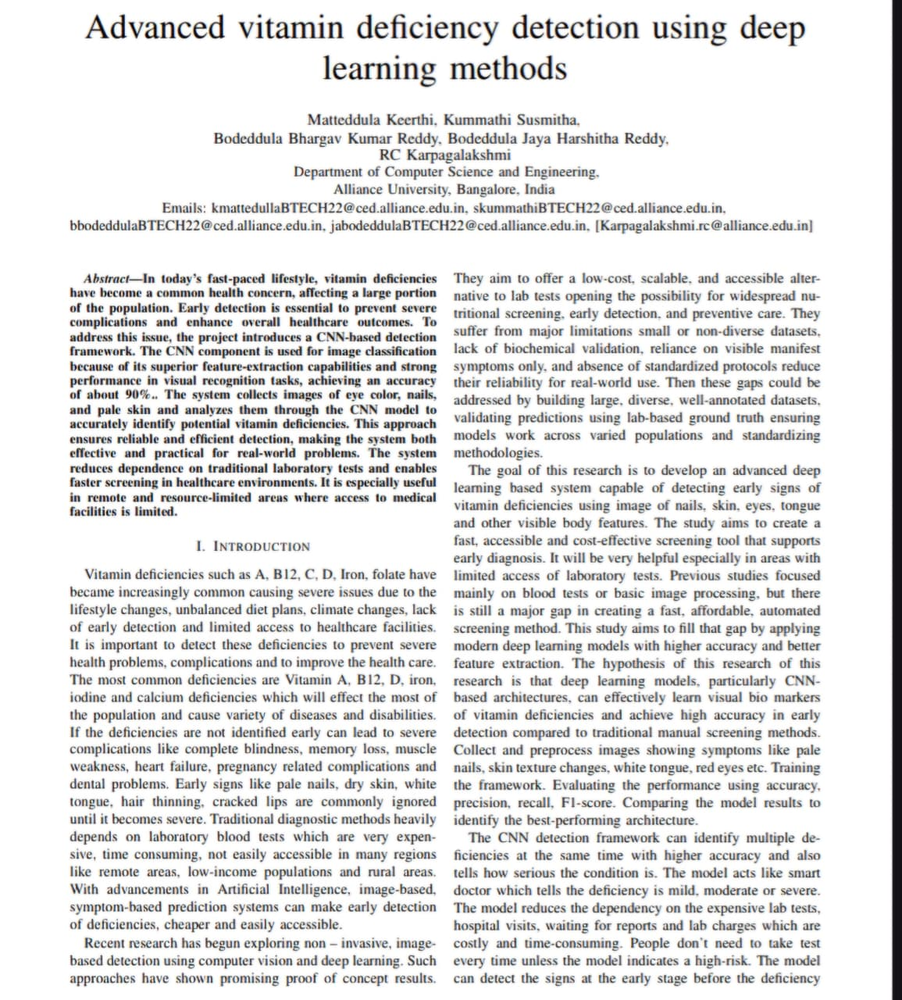 Advanced vitamin deficiency detection using deep
learning methods
Matteddula Keerthi, Kummathi Susmitha,
Bodeddula Bhargav Kumar Reddy, Bodeddula Jaya Harshitha Reddy,
RC Karpagalakshmi
Department of Computer Science and Engineering,
Alliance University, Bangalore, India
Emails: kmattedullaBTECH22@ced.alliance.edu.in, skummathiBTECH22@ced.alliance.edu.in,
bbodeddulaBTECH22@ced.alliance.edu.in, jabodeddulaBTECH22@ced.alliance.edu.in, [Karpagalakshmi.rc@alliance.edu.in]
Abstract—In today's fast-paced lifestyle, vitamin deficiencies
have become a common health concern, affecting a large portion
of the population. Early detection is essential to prevent severe
complications and enhance overall healthcare outcomes. To
address this issue, the project introduces a CNN-based detection
framework. The CNN component is used for image classification
because of its superior feature-extraction capabilities and strong
performance in visual recognition tasks, achieving an accuracy
of about 90%.. The system collects images of eye color, nails,
and pale skin and analyzes them through the CNN model to
accurately identify potential vitamin deficiencies. This approach
ensures reliable and efficient detection, making the system both
effective and practical for real-world problems. The system
reduces dependence on traditional laboratory tests and enables
faster screening in healthcare environments. It is especially useful
in remote and resource-limited areas where access to medical
facilities is limited.
I. INTRODUCTION
Vitamin deficiencies such as A, B12, C, D, Iron, folate have
became increasingly common causing severe issues due to the
lifestyle changes, unbalanced diet plans, climate changes, lack
of early detection and limited access to healthcare facilities.
It is important to detect these deficiencies to prevent severe
health problems, complications and to improve the health care.
The most common deficiencies are Vitamin A, B12, D, iron,
iodine and calcium deficiencies which will effect the most of
the population and cause variety of diseases and disabilities.
If the deficiencies are not identified early can lead to severe
complications like complete blindness, memory loss, muscle
weakness, heart failure, pregnancy related complications and
dental problems. Early signs like pale nails, dry skin, white
tongue, hair thinning, cracked lips are commonly ignored
until it becomes severe. Traditional diagnostic methods heavily
depends on laboratory blood tests which are very expen-
sive, time consuming, not easily accessible in many regions
like remote areas, low-income populations and rural areas.
With advancements in Artificial Intelligence, image-based,
symptom-based prediction systems can make early detection
of deficiencies, cheaper and easily accessible.
Recent research has begun exploring non – invasive, image-
based detection using computer vision and deep learning. Such
approaches have shown promising proof of concept results.
They aim to offer a low-cost, scalable, and accessible alter-
native to lab tests opening the possibility for widespread nu-
tritional screening, early detection, and preventive care. They
suffer from major limitations small or non-diverse datasets,
lack of biochemical validation, reliance on visible manifest
symptoms only, and absence of standardized protocols reduce
their reliability for real-world use. Then these gaps could be
addressed by building large, diverse, well-annotated datasets,
validating predictions using lab-based ground truth ensuring
models work across varied populations and standardizing
methodologies.
The goal of this research is to develop an advanced deep
learning based system capable of detecting early signs of
vitamin deficiencies using image of nails, skin, eyes, tongue
and other visible body features. The study aims to create a
fast, accessible and cost-effective screening tool that supports
early diagnosis. It will be very helpful especially in areas with
limited access of laboratory tests. Previous studies focused
mainly on blood tests or basic image processing, but there
is still a major gap in creating a fast, affordable, automated
screening method. This study aims to fill that gap by applying
modern deep learning models with higher accuracy and better
feature extraction. The hypothesis of this research of this
research is that deep learning models, particularly CNN-
based architectures, can effectively learn visual bio markers
of vitamin deficiencies and achieve high accuracy in early
detection compared to traditional manual screening methods.
Collect and preprocess images showing symptoms like pale
nails, skin texture changes, white tongue, red eyes etc. Training
the framework. Evaluating the performance using accuracy,
precision, recall, F1-score. Comparing the model results to
identify the best-performing architecture.
The CNN detection framework can identify multiple de-
ficiencies at the same time with higher accuracy and also
tells how serious the condition is. The model acts like smart
doctor which tells the deficiency is mild, moderate or severe.
The model reduces the dependency on the expensive lab tests,
hospital visits, waiting for reports and lab charges which are
costly and time-consuming. People don't need to take test
every time unless the model indicates a high-risk. The model
can detect the signs at the early stage before the deficiency